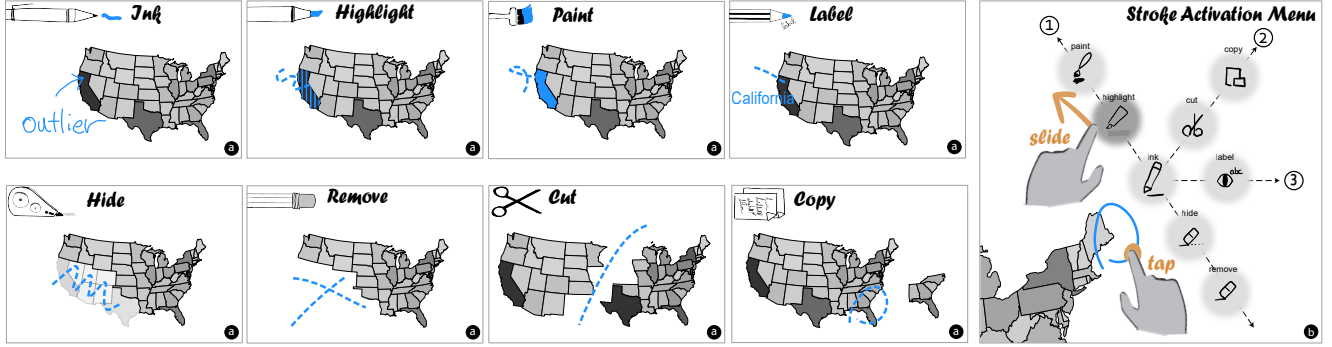 Ink
Outlier
a
Highlight
a
Paint
a
Label
California
a
Hide
a
Remove
a
Cut
a
Copy
a
Stroke Activation Menu
1
2
paint
copy
highlight
cut
slide
ink
label
abc
3
hide
tap
remove
b